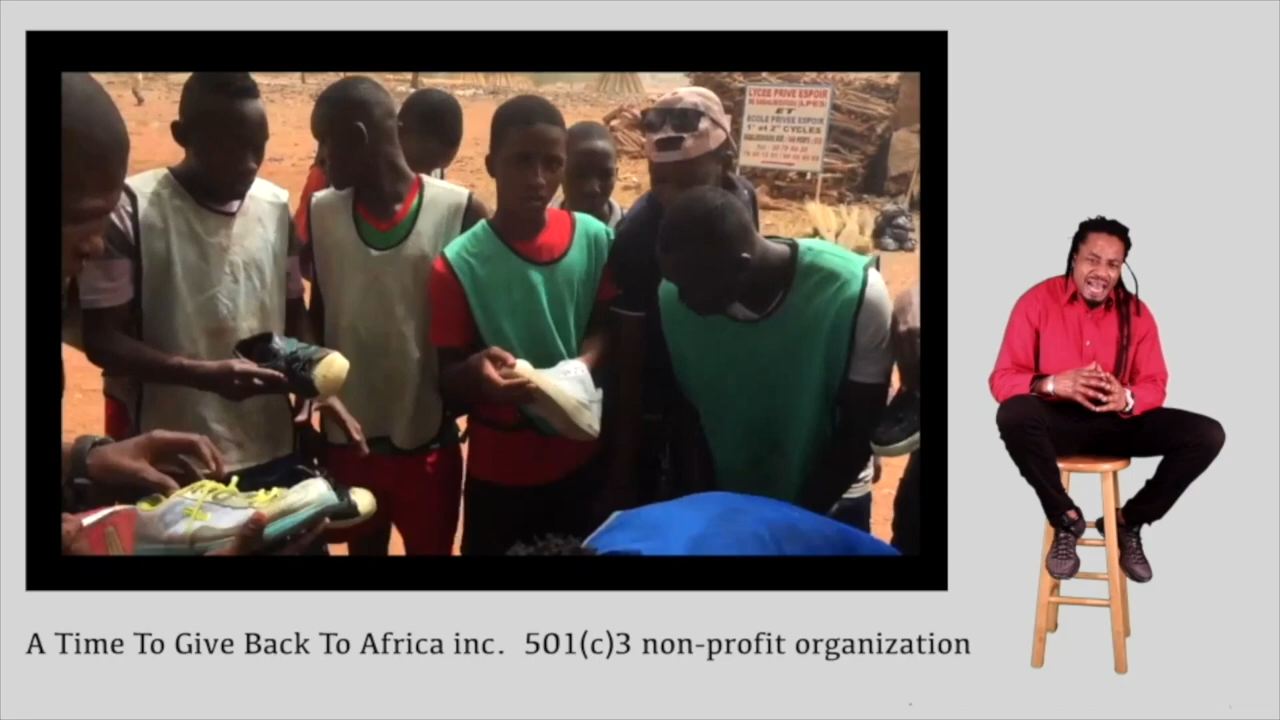 LYCEE PRIVE ESPOIR
ET
ECOLE PRIVEE ESPOIR
1er et 2e CYCLES
A Time To Give Back To Africa inc. 501(c)3 non-profit organization